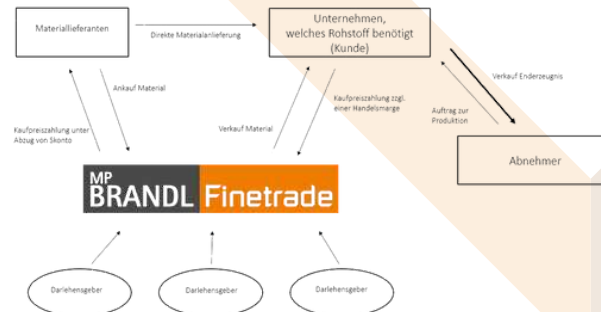 Materiallieferanten
Direkte Materialanlieferung
Unternehmen,
welches Rohstoff benötigt
(Kunde)
Verkauf Enderzeugnis
Ankauf Material
Kaufpreiszahlung zzgl.
einer Handelsmarge
Auftrag zur
Produktion
Kaufpreiszahlung unter
Abzug von Skonto
Verkauf Material
Abnehmer
MP
BRANDL Finetrade
Darlehensgeber
Darlehensgeber
Darlehensgeber